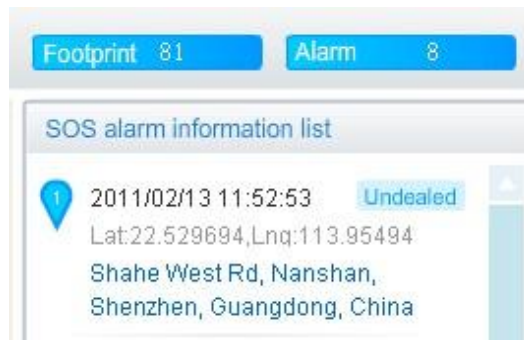 Footprint 81 Alarm 8
SOS alarm information list
1 2011/02/13 11:52:53 Undealed
Lat:22.529694,Lng:113.95494
Shahe West Rd, Nanshan,
Shenzhen, Guangdong, China